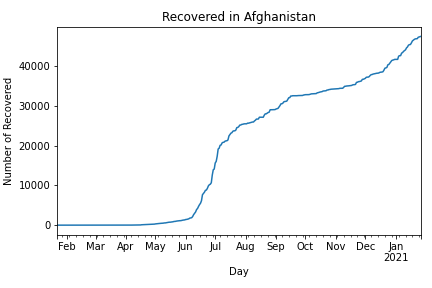 Recovered in Afghanistan
Number of Recovered
40000
30000
20000
10000
0
Feb Mar Apr May Jun Jul Aug Sep Oct Nov Dec Jan
2021
Day